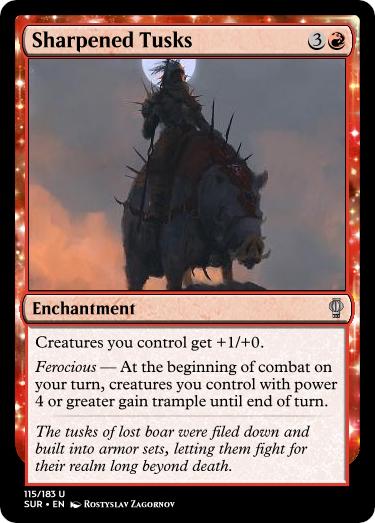 Sharpened Tusks 3
Enchantment
Creatures you control get +1/+0.
Ferocious — At the beginning of combat on
your turn, creatures you control with power
4 or greater gain trample until end of turn.
The tusks of lost boar were filed down and
built into armor sets, letting them fight for
their realm long beyond death.
115/183 U
SUR • EN Rostyslav Zagornov